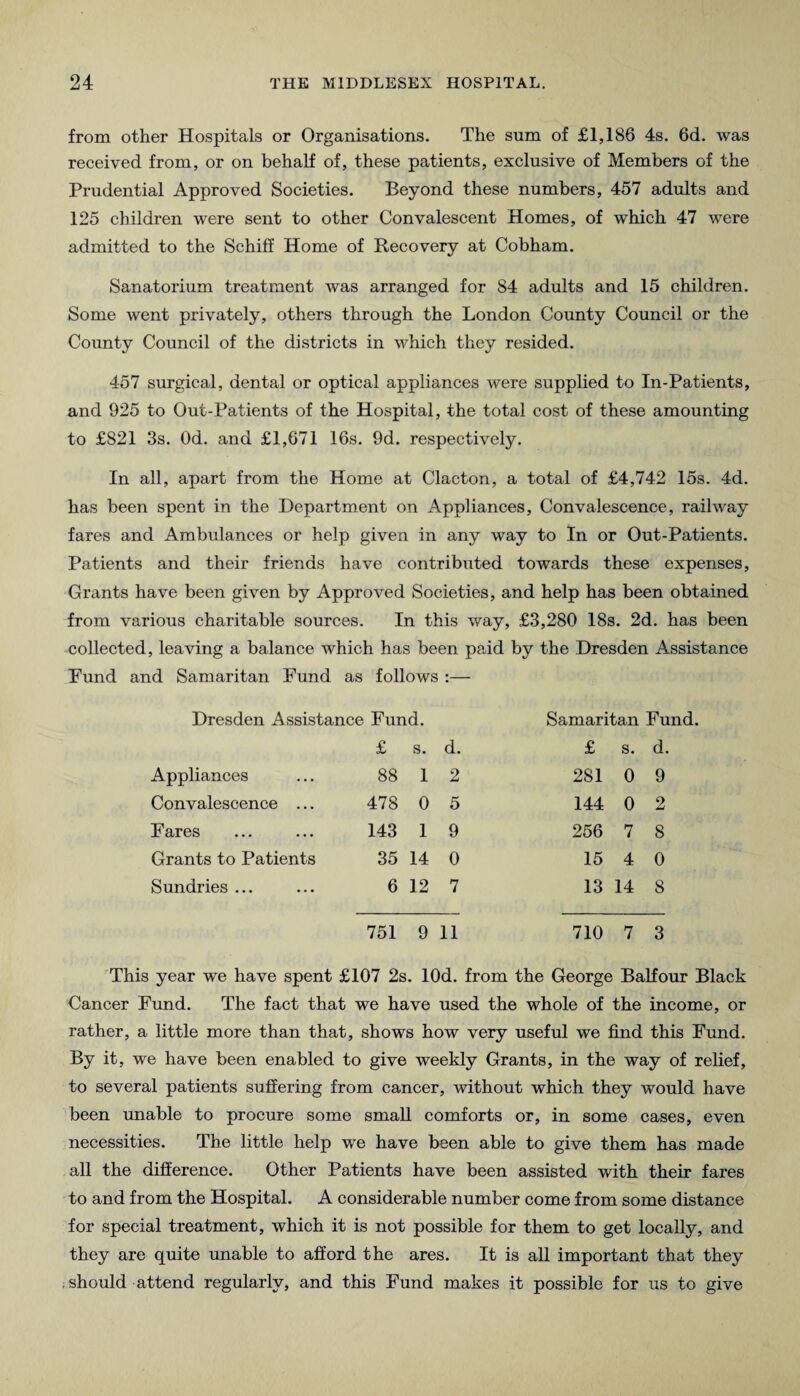 24 THE MIDDLESEX HOSPITAL.
from other Hospitals or Organisations. The sum of £1,186 4s. 6d. was
received from, or on behalf of, these patients, exclusive of Members of the
Prudential Approved Societies. Beyond these numbers, 457 adults and
125 children were sent to other Convalescent Homes, of which 47 were
admitted to the Schiff Home of Recovery at Cobham.
Sanatorium treatment was arranged for 84 adults and 15 children.
Some went privately, others through the London County Council or the
County Council of the districts in which they resided.
457 surgical, dental or optical appliances were supplied to In-Patients,
and 925 to Out-Patients of the Hospital, the total cost of these amounting
to £821 3s. 0d. and £1,671 16s. 9d. respectively.
In all, apart from the Home at Clacton, a total of £4,742 15s. 4d.
has been spent in the Department on Appliances, Convalescence, railway
fares and Ambulances or help given in any way to In or Out-Patients.
Patients and their friends have contributed towards these expenses,
Grants have been given by Approved Societies, and help has been obtained
from various charitable sources. In this way, £3,280 18s. 2d. has been
collected, leaving a balance which has been paid by the Dresden Assistance
Fund and Samaritan Fund as follows :—
Dresden Assistance Fund. Samaritan Fund.
£ s. d. £ s. d.
Appliances ... 88 1 2 281 0 9
Convalescence ... 478 0 5 144 0 2
Fares ... ... 143 1 9 256 7 8
Grants to Patients 35 14 0 15 4 0
Sundries ... ... 6 12 7 13 14 8
751 9 11 710 7 3
This year we have spent £107 2s. 10d. from the George Balfour Black
Cancer Fund. The fact that we have used the whole of the income, or
rather, a little more than that, shows how very useful we find this Fund.
By it, we have been enabled to give weekly Grants, in the way of relief,
to several patients suffering from cancer, without which they would have
been unable to procure some small comforts or, in some cases, even
necessities. The little help we have been able to give them has made
all the difference. Other Patients have been assisted with their fares
to and from the Hospital. A considerable number come from some distance
for special treatment, which it is not possible for them to get locally, and
they are quite unable to afford the ares. It is all important that they
should attend regularly, and this Fund makes it possible for us to give